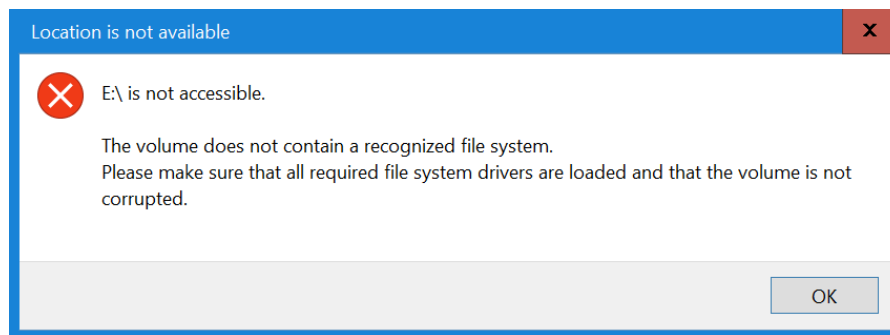 Location is not available
x
E:\ is not accessible.
The volume does not contain a recognized file system.
Please make sure that all required file system drivers are loaded and that the volume is not
corrupted.
OK